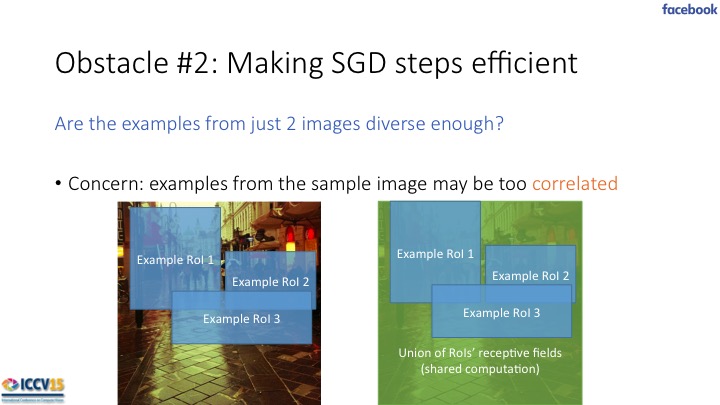 facebook
Obstacle #2: Making SGD steps efficient
Are the examples from just 2 images diverse enough?
• Concern: examples from the sample image may be too correlated
Example RoI 1
Example RoI 2
Example RoI 3
Example RoI 1
Example RoI 2
Example RoI 3
Union of RoIs' receptive fields
(shared computation)
ICCV15